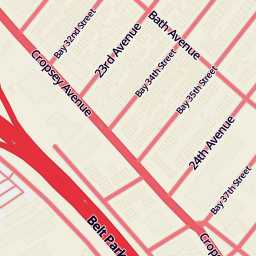 Bay 32nd Street
Bath Avenue
23rd Avenue
Cropsey Avenue
Bay 34th Street
Bay 35th Street
24th Avenue
Bay 37th Street
Belt Park
Crops